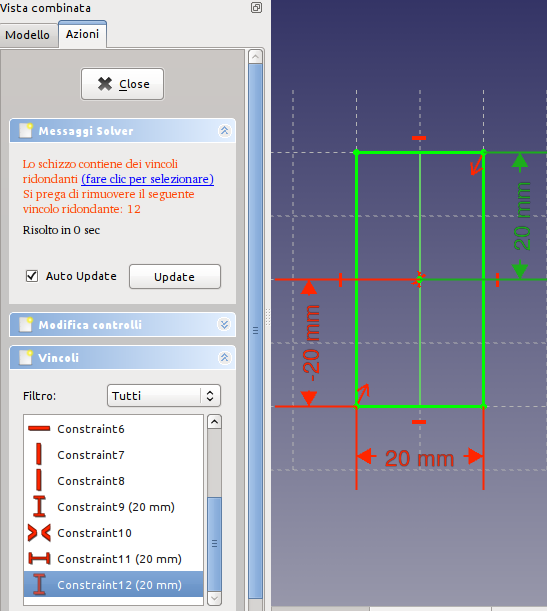 Vista combinata
Modello
Azioni
Close
Messaggi Solver
Lo schizzo contiene dei vincoli
ridondanti (fare clic per selezionare)
Si prega di rimuovere il seguente
vincolo ridondante: 12
Risolto in 0 sec
Auto Update
Update
Modifica controlli
Vincoli
Filtro:
Tutti
Constraint6
Constraint7
Constraint8
Constraint9 (20 mm)
Constraint10
Constraint11 (20 mm)
Constraint12 (20 mm)
20 mm
-20 mm
20 mm